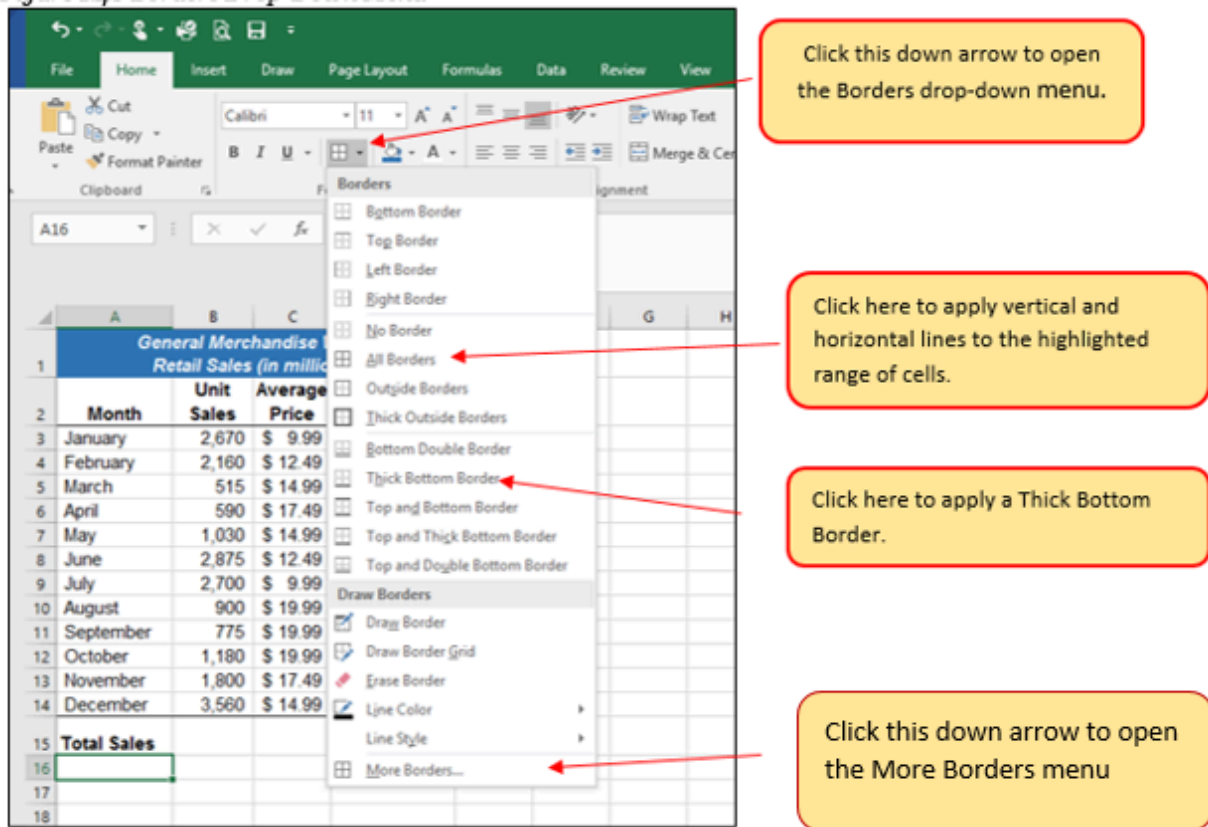 File Home Insert Draw Page Layout Formulas Data Review View
Cut
Copy
Format Painter
Paste
Clipboard
Calibri 11 A A
B I U A
Wrap Text
Merge & Cen
A16
fx
Borders
Bottom Border
Top Border
Left Border
Right Border
No Border
All Borders
Outside Borders
Thick Outside Borders
Bottom Double Border
Thick Bottom Border
Top and Bottom Border
Top and Thick Bottom Border
Top and Double Bottom Border
Draw Borders
Draw Border
Draw Border Grid
Erase Border
Line Color
Line Style
More Borders...
A B C G H
General Merchandise
1 Retail Sales (in
Unit Average
2 Month Sales Price
3 January 2,670 $ 9.99
4 February 2,160 $ 12.49
5 March 515 $ 14.99
6 April 590 $ 17.49
7 May 1,030 $ 14.99
8 June 2,875 $ 12.49
9 July 2,700 $ 9.99
10 August 900 $ 19.99
11 September 775 $ 19.99
12 October 1,180 $ 19.99
13 November 1,800 $ 17.49
14 December 3,560 $ 14.99
15 Total Sales
16
17
18
Click this down arrow to open
the Borders drop-down menu.
Click here to apply vertical and
horizontal lines to the highlighted
range of cells.
Click here to apply a Thick Bottom
Border.
Click this down arrow to open
the More Borders menu